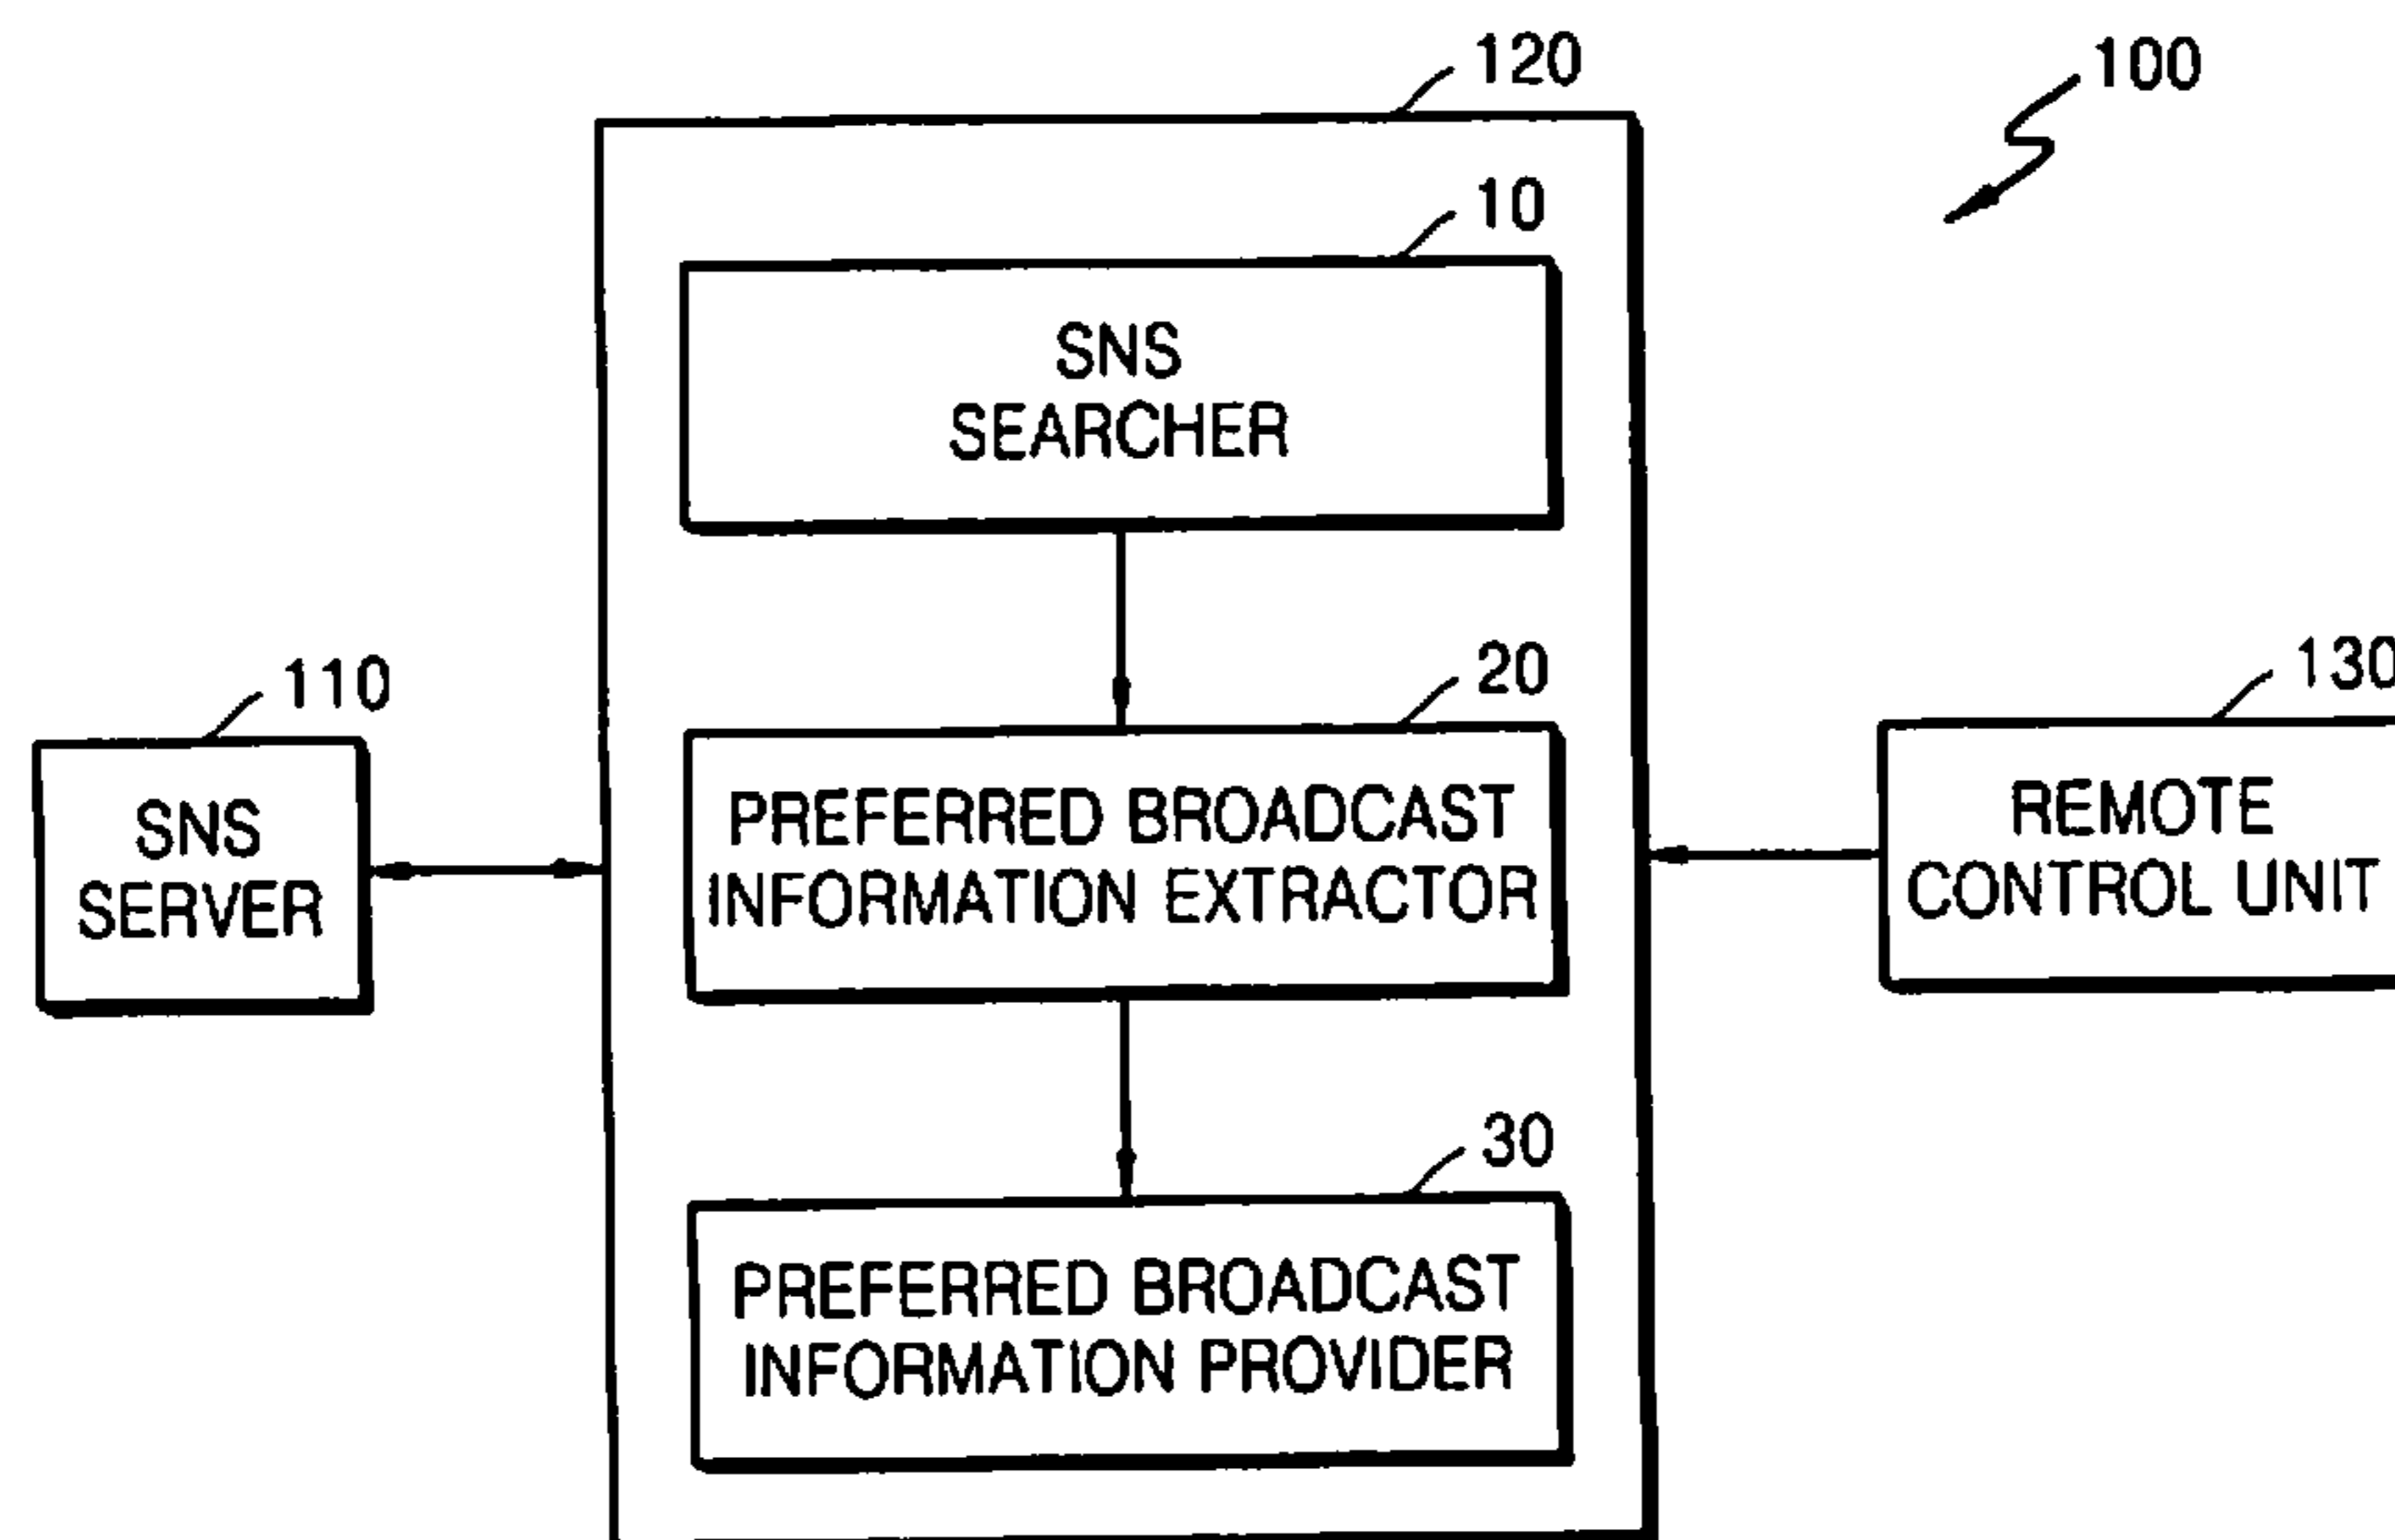 120
100
10
SNS
SEARCHER
110
20
130
SNS
SERVER
PREFERRED BROADCAST
INFORMATION EXTRACTOR
REMOTE
CONTROL UNIT
30
PREFERRED BROADCAST
INFORMATION PROVIDER